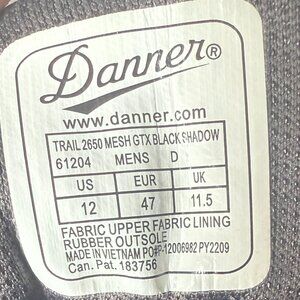 Danner®
www.danner.com
TRAIL 2650 MESH GTX BLACK SHADOW
61204 MENS D
US EUR UK
12 47 11.5
FABRIC UPPER FABRIC LINING
RUBBER OUTSOLE
MADE IN VIETNAM PO#P-12006982 PY2209
Can. Pat. 183756